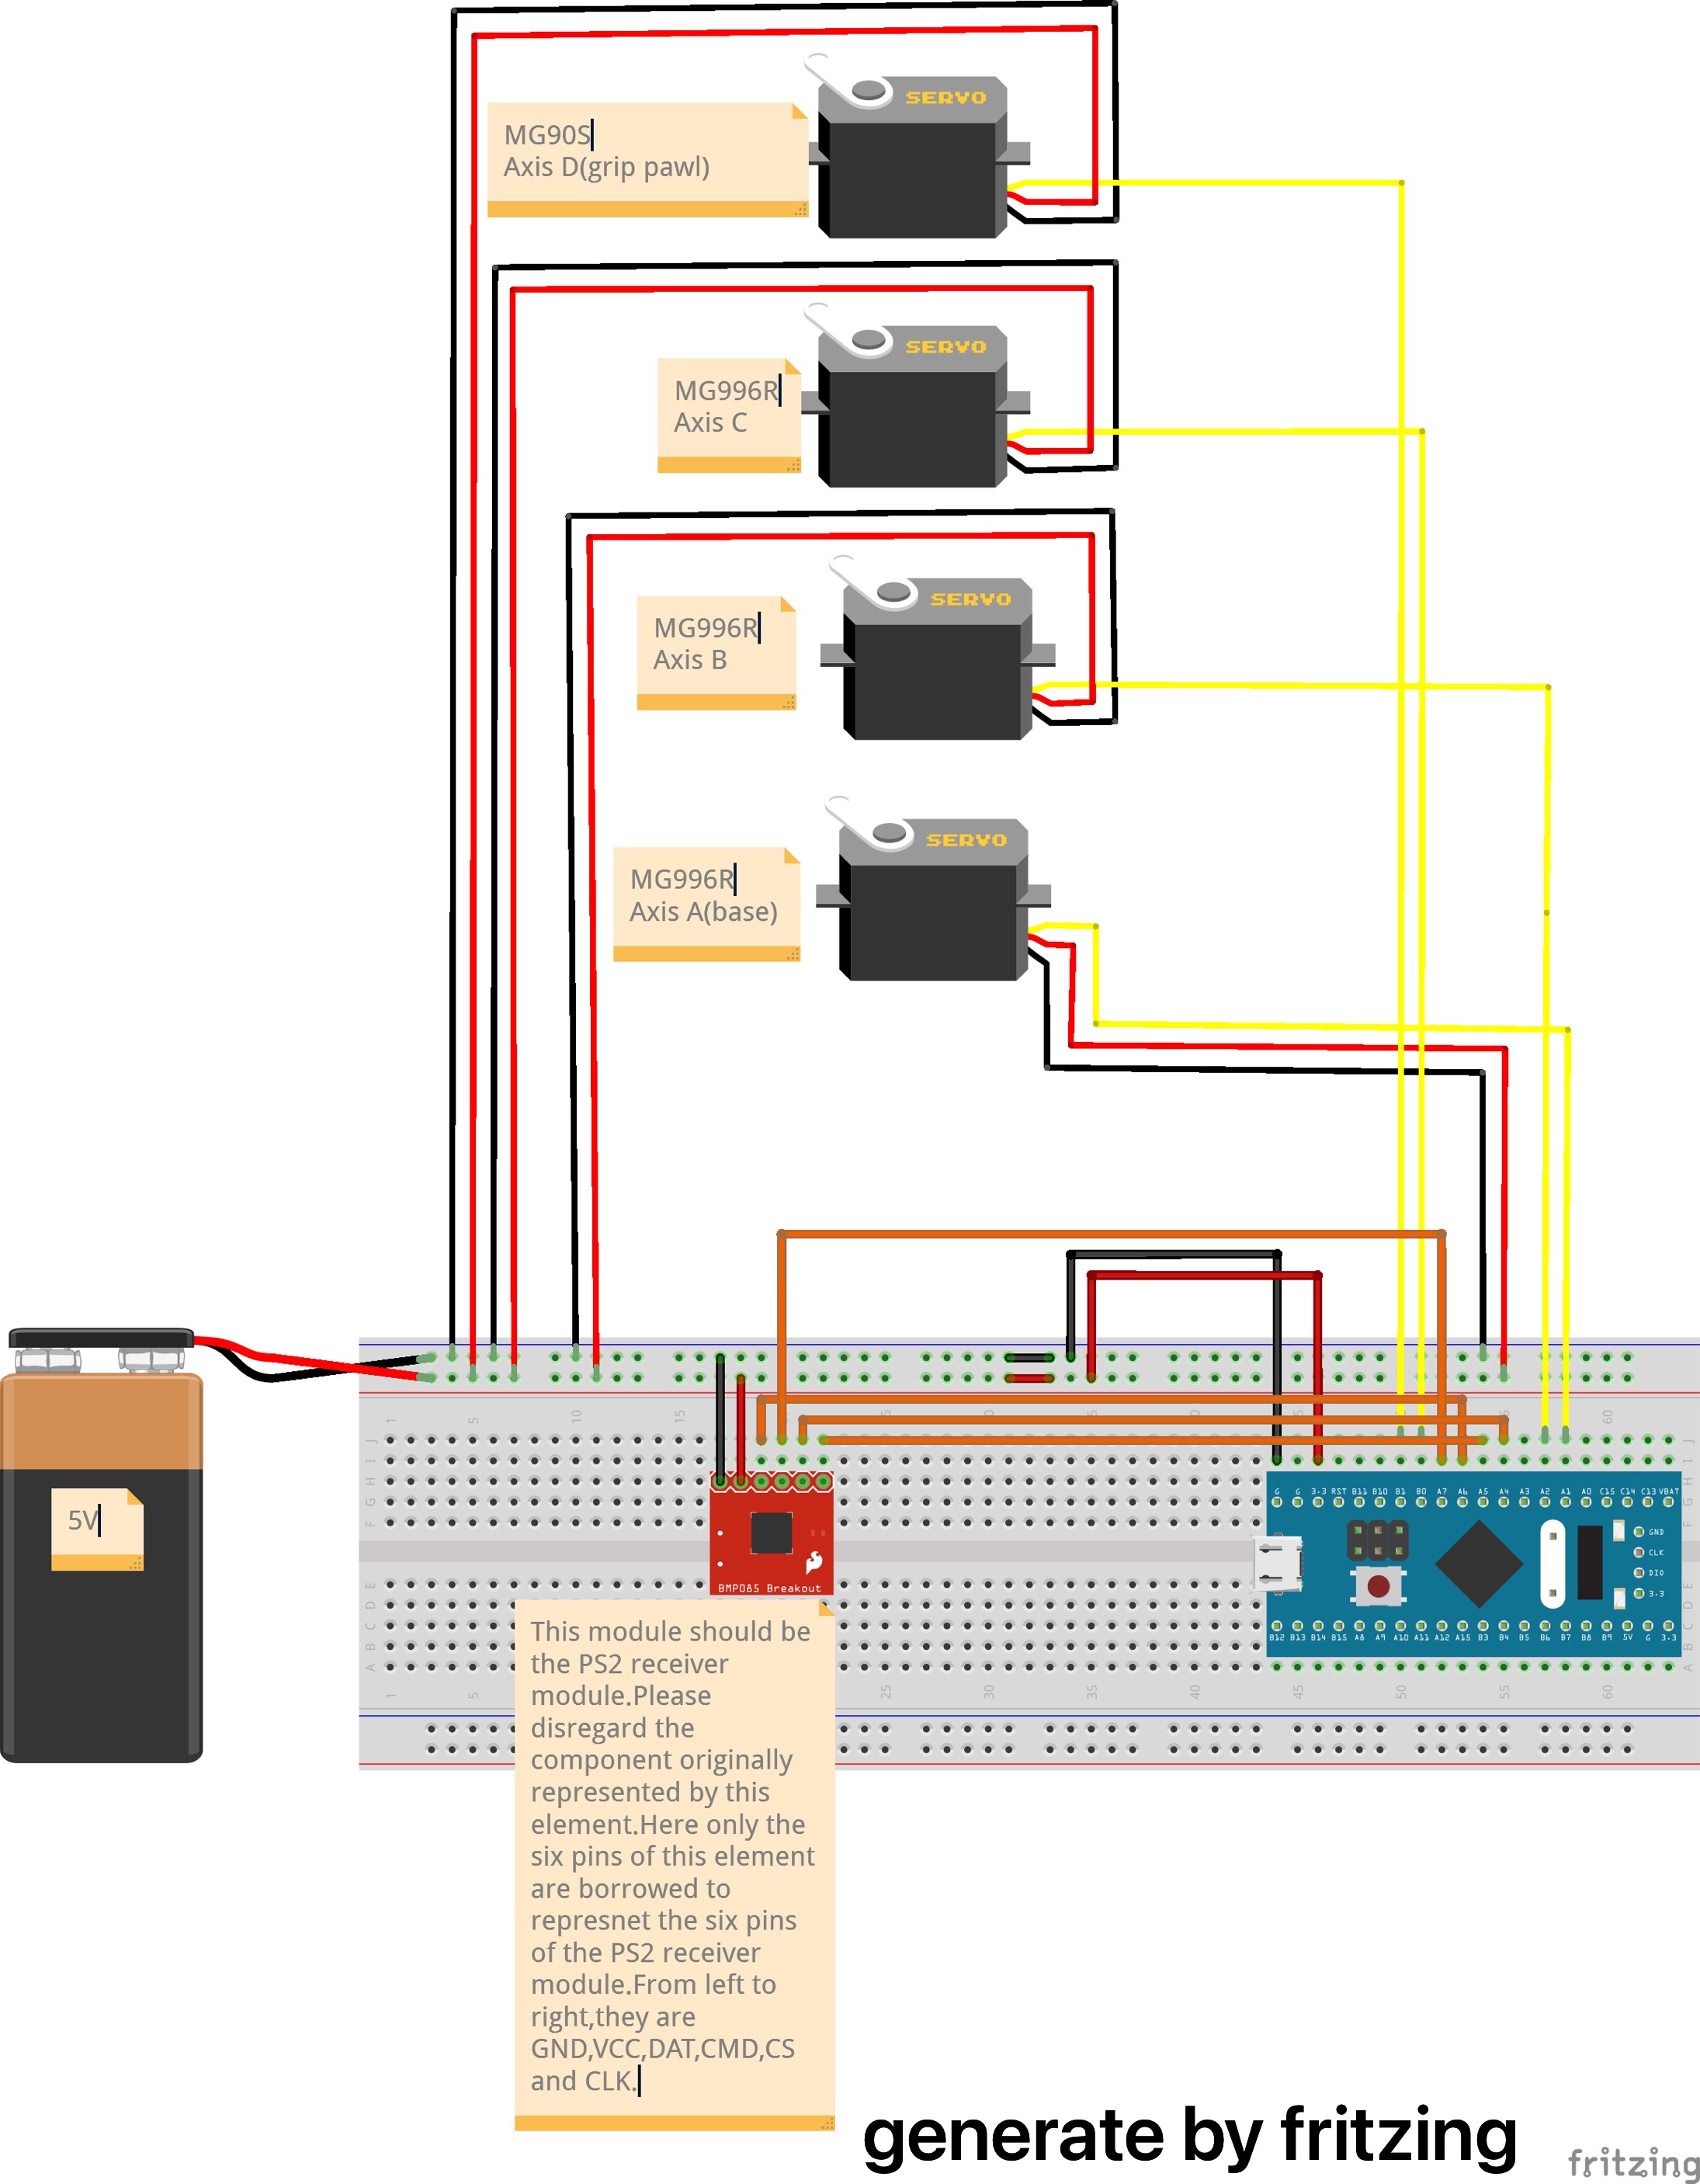 SERVO
MG90S
Axis D(grip pawl)
SERVO
MG996R
Axis C
SERVO
MG996R
Axis B
SERVO
MG996R
Axis A(base)
1 5 10 15 60
J J
I I
H H
G G
F F
G G 3.3 RST B11 B10 B1 B0 A7 A6 A5 A4 A3 A2 A1 A0 C15 C14 C13 VBAT
GND
CLK
DIO
3.3
5V
BMP085 Breakout
E E
D D
C C
B B
A A
B12 B13 B14 B15 A8 A9 A10 A11 A12 A15 B3 B4 B5 B6 B7 B8 B9 5V G 3.3
1 5 25 30 35 40 45 50 55 60
This module should be
the PS2 receiver
module.Please
disregard the
component originally
represented by this
element.Here only the
six pins of this element
are borrowed to
represnet the six pins
of the PS2 receiver
module.From left to
right,they are
GND,VCC,DAT,CMD,CS
and CLK.
generate by fritzing
fritzing